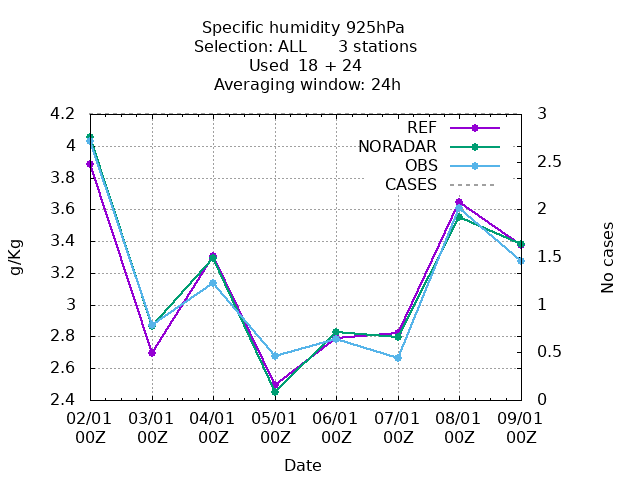 Specific humidity 925hPa
Selection: ALL      3 stations
Used  18 + 24
Averaging window: 24h
4.2
4
3.8
3.6
3.4
3.2
3
2.8
2.6
2.4
g/Kg
REF
NORADAR
OBS
CASES
3
2.5
2
1.5
1
0.5
0
No cases
02/01 03/01 04/01 05/01 06/01 07/01 08/01 09/01
00Z 00Z 00Z 00Z 00Z 00Z 00Z 00Z
Date